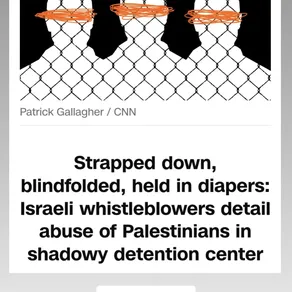 Patrick Gallagher / CNN
Strapped down,
blindfolded, held in diapers:
Israeli whistleblowers detail
abuse of Palestinians in
shadowy detention center